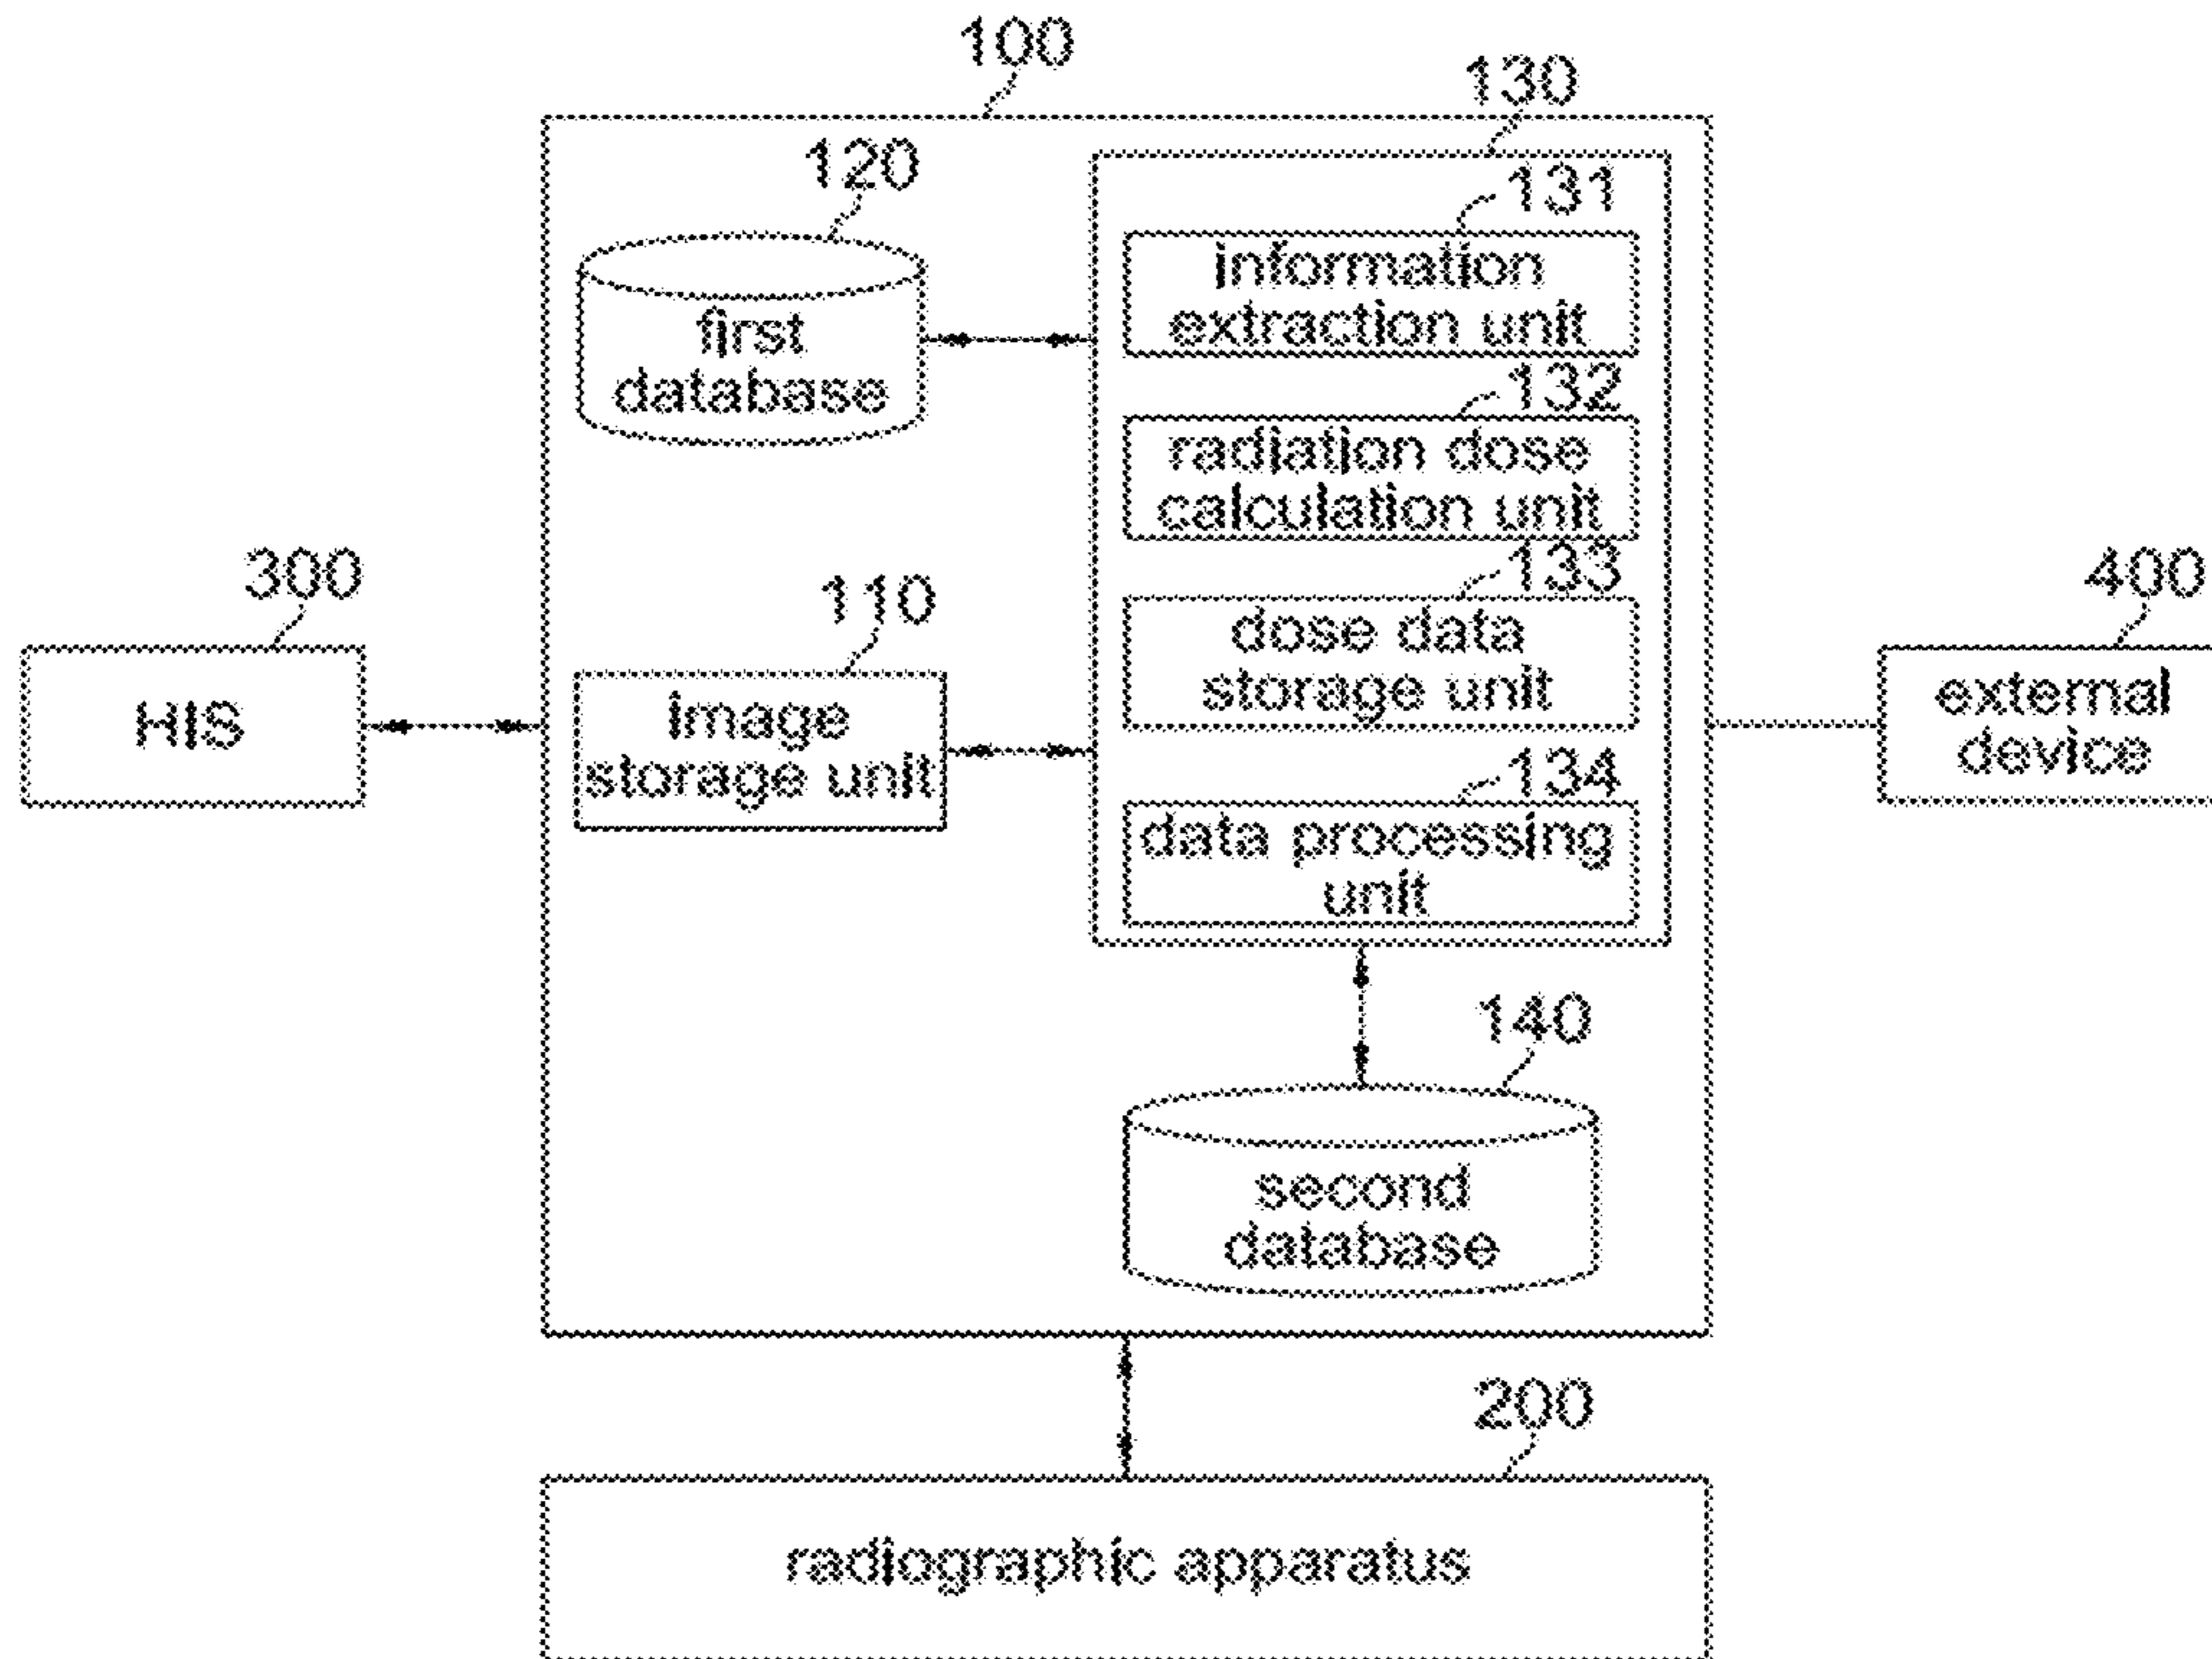 100
130
120
131
information
extraction unit
first
database
132
radiation dose
calculation unit
300
110
133
400
HIS
image
storage unit
dose data
storage unit
external
device
134
data processing
unit
140
second
database
200
radiographic apparatus